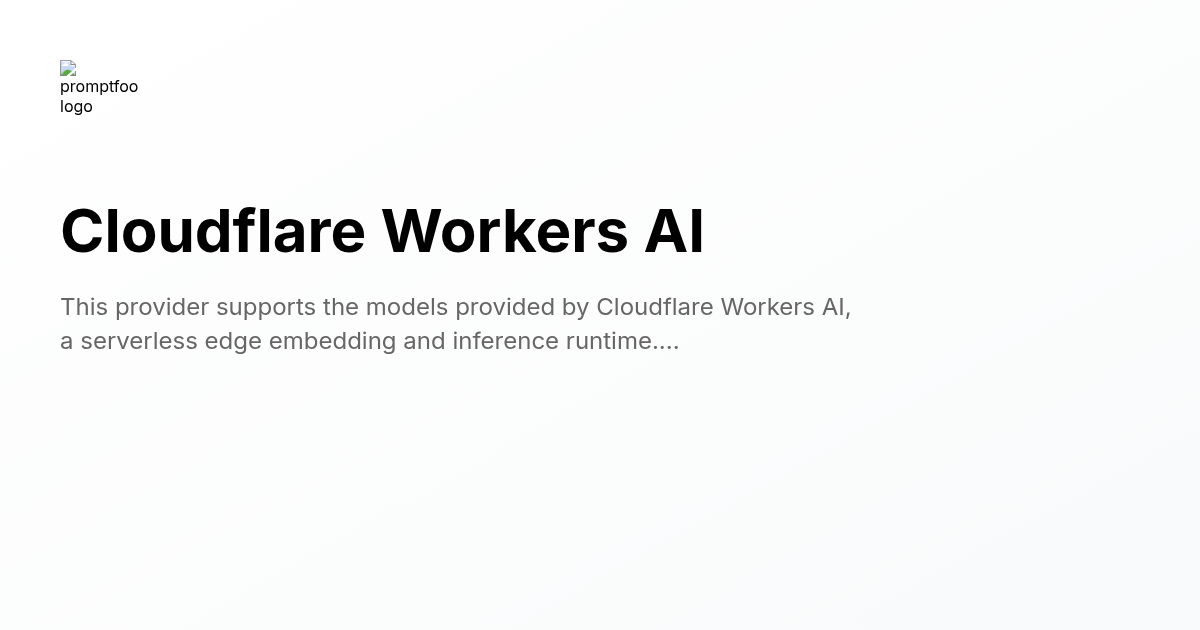 promptfoo
logo
Cloudflare Workers AI
This provider supports the models provided by Cloudflare Workers AI,
a serverless edge embedding and inference runtime....